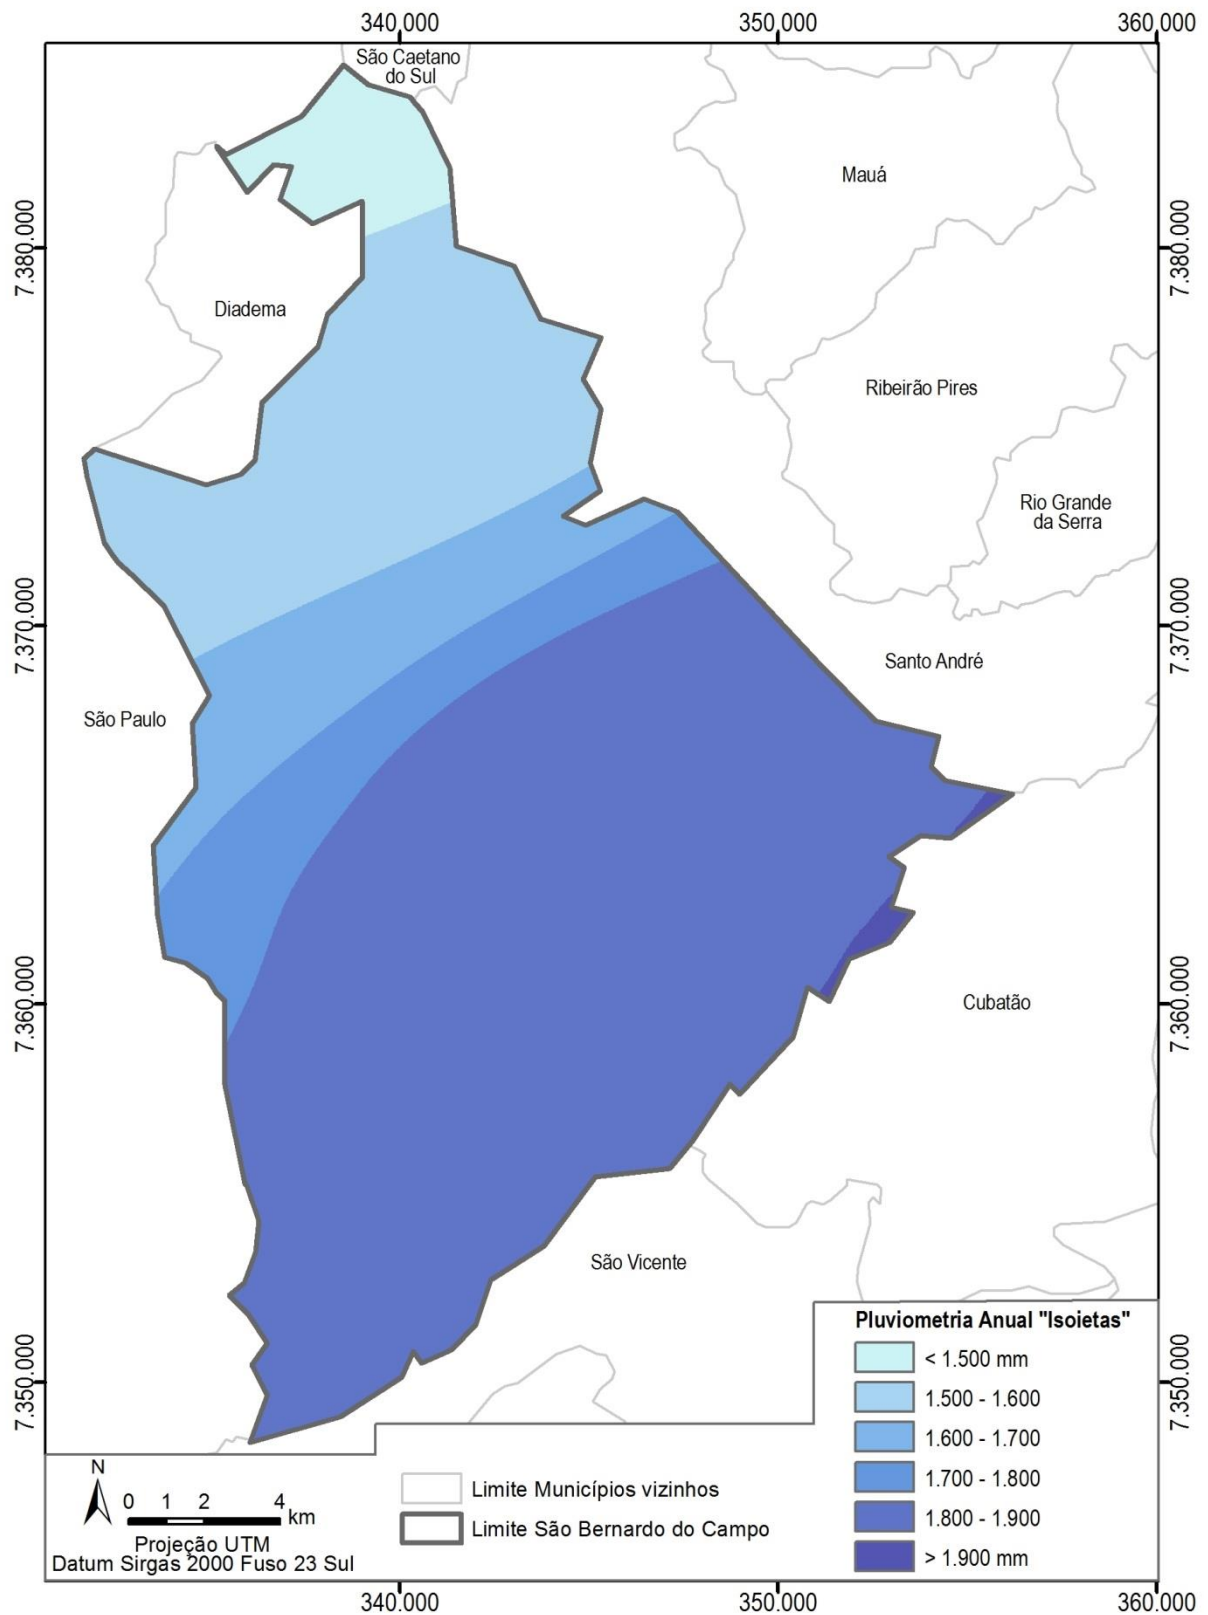 340.000
350.000
360.000
São Caetano
do Sul
Mauá
7.380.000
7.380.000
Diadema
Ribeirão Pires
Rio Grande
da Serra
7.370.000
7.370.000
Santo André
São Paulo
7.360.000
7.360.000
Cubatão
São Vicente
7.350.000
7.350.000
Pluviometria Anual "Isoietas"
< 1.500 mm
1.500 - 1.600
1.600 - 1.700
1.700 - 1.800
1.800 - 1.900
> 1.900 mm
N
0 1 2 4
km
Projeção UTM
Datum Sirgas 2000 Fuso 23 Sul
Limite Municípios vizinhos
Limite São Bernardo do Campo
340.000
350.000
360.000